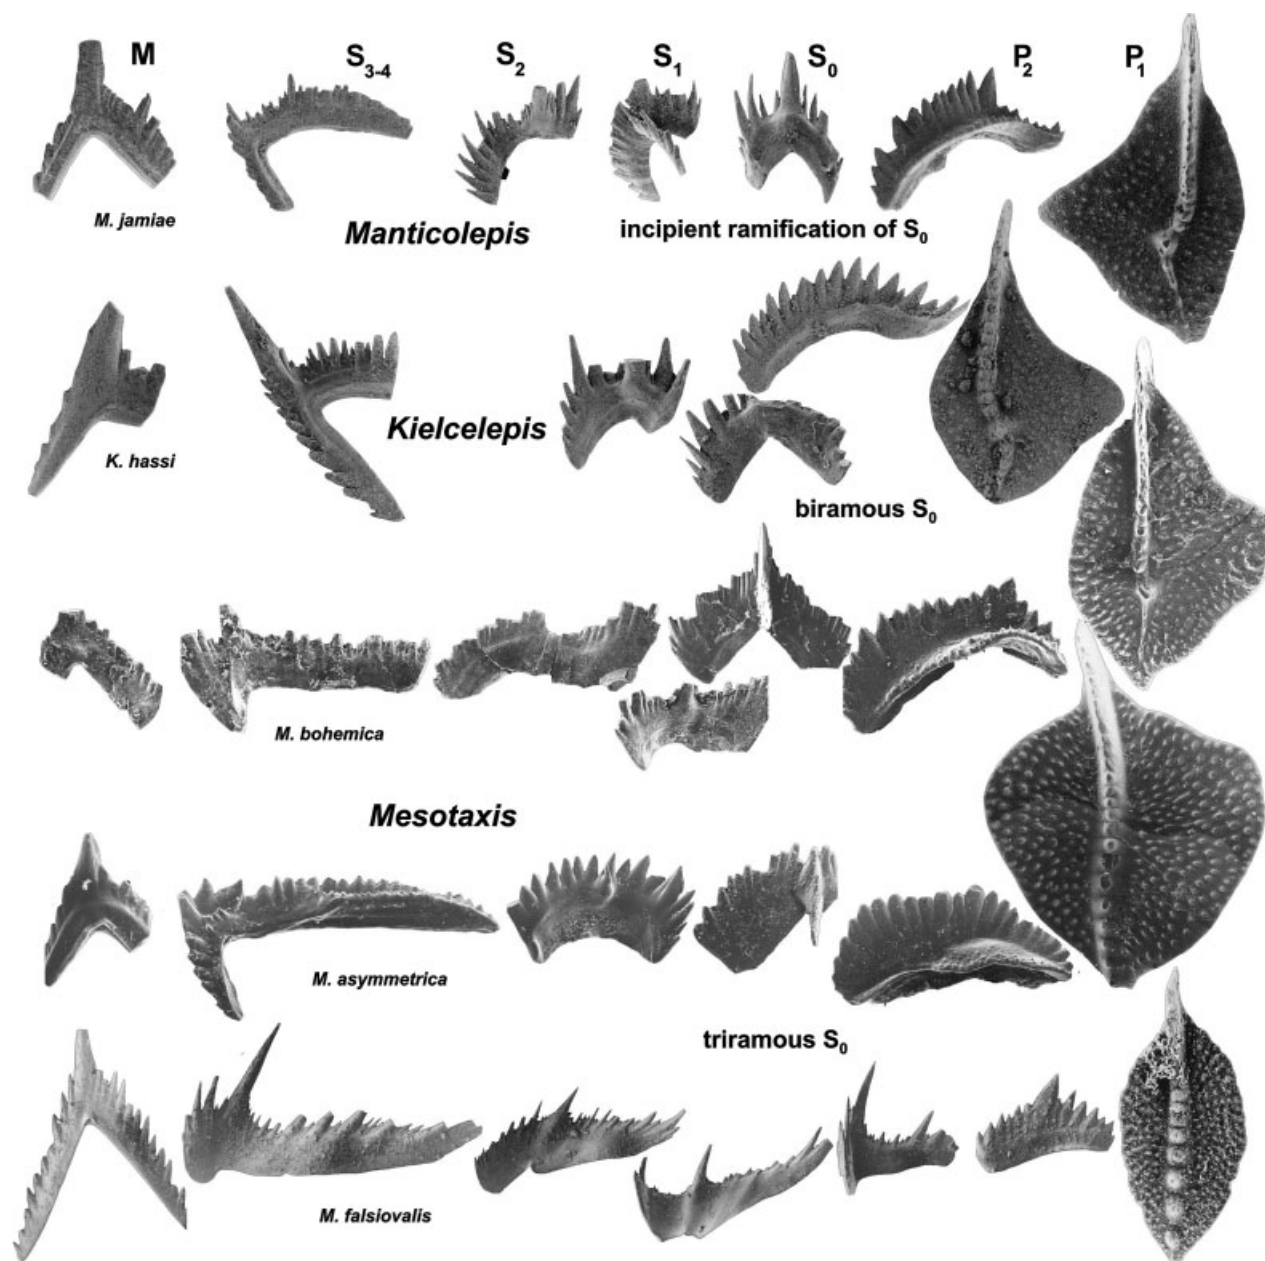 M S3-4 S2 S1 S0 P2 P1
M. jamiae
Manticolepis
incipient ramification of S0
Kielcelepis
K. hassi
biramous S0
M. bohemica
Mesotaxis
M. asymmetrica
triramous S0
M. falsiovalis